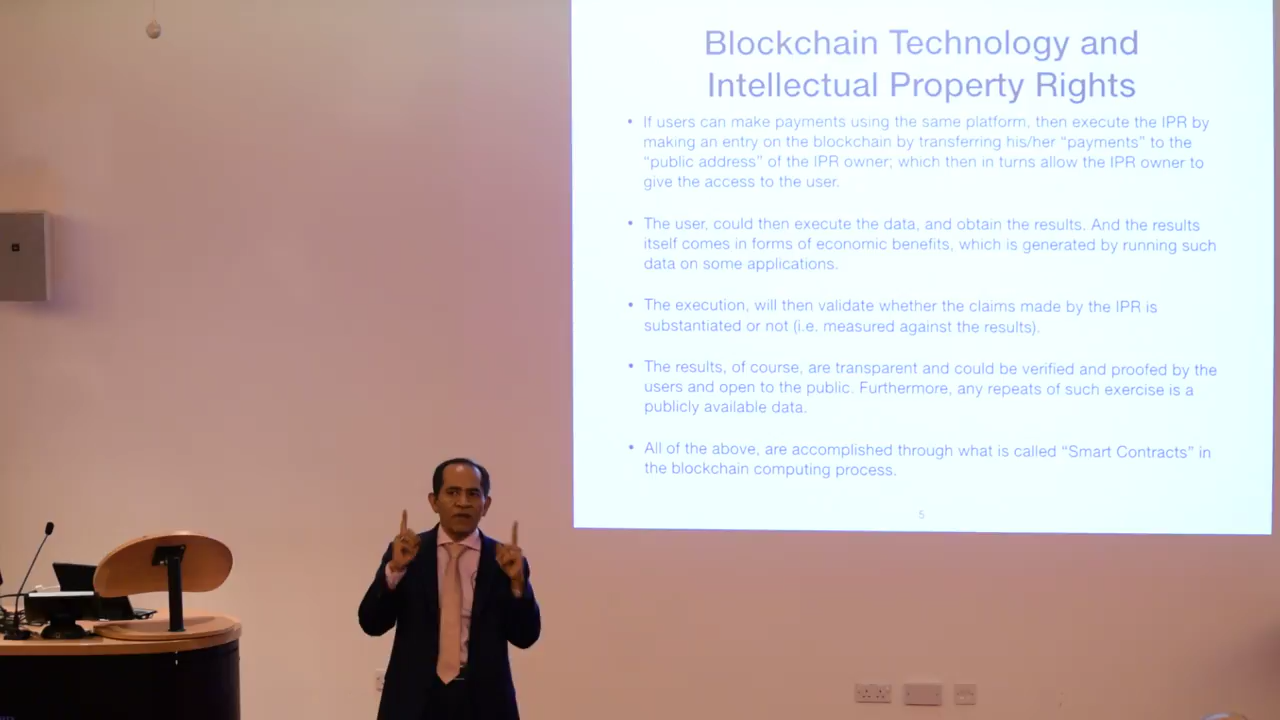 Blockchain Technology and
Intellectual Property Rights
• If users can make payments using the same platform, then execute the IPR by
making an entry on the blockchain by transferring his/her “payments” to the
“public address” of the IPR owner; which then in turns allow the IPR owner to
give the access to the user.
• The user, could then execute the data, and obtain the results. And the results
itself comes in forms of economic benefits, which is generated by running such
data on some applications.
• The execution, will then validate whether the claims made by the IPR is
substantiated or not (i.e. measured against the results).
• The results, of course, are transparent and could be verified and proofed by the
users and open to the public. Furthermore, any repeats of such exercise is a
publicly available data.
• All of the above, are accomplished through what is called “Smart Contracts” in
the blockchain computing process.
5